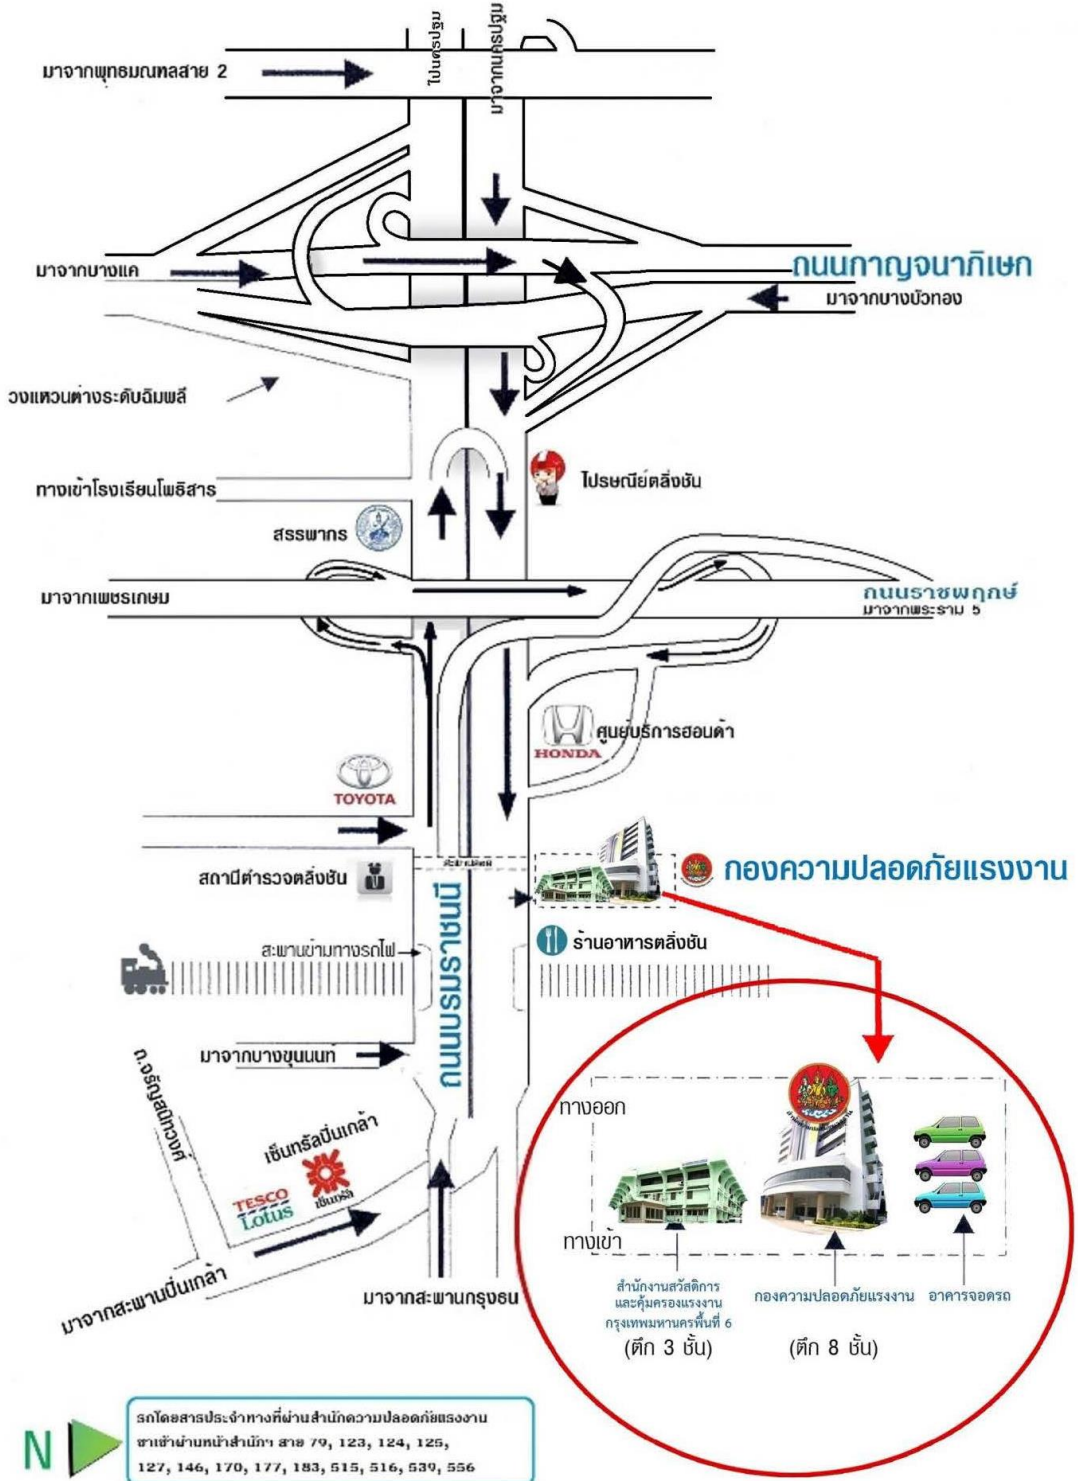 ไปนครปฐม
มาจากนครปฐม
มาจากพุทธมณฑลสาย 2
มาจากบางแค
ถนนกาญจนาภิเษก
มาจากบางบัวทอง
วงแหวนต่างระดับฉิมพลี
ทางเข้าโรงเรียนโพธิสาร
ไปรษณีย์ตลิ่งชัน
สรรพากร
มาจากเพชรเกษม
ถนนราชพฤกษ์
มาจากพระราม 5
ศูนย์บริการฮอนด้า
HONDA
TOYOTA
สถานีตำรวจตลิ่งชัน
กองความปลอดภัยแรงงาน
ถนนบรมราชนนี
ร้านอาหารตลิ่งชัน
สะพานข้ามทางรถไฟ
มาจากบางขุนนนท์
ถ.จรัญสนิทวงศ์
เซ็นทรัลปิ่นเกล้า
TESCO
Lotus
เซ็นทรัล
มาจากสะพานปิ่นเกล้า
มาจากสะพานกรุงธน
ทางออก
ทางเข้า
สำนักงานสวัสดิการ
และคุ้มครองแรงงาน
กรุงเทพมหานครพื้นที่ 6
(ตึก 3 ชั้น)
กองความปลอดภัยแรงงาน
(ตึก 8 ชั้น)
อาคารจอดรถ
N
รถโดยสารประจำทางที่ผ่านสำนักความปลอดภัยแรงงาน
ขาเข้าผ่านหน้าสำนักฯ สาย 79, 123, 124, 125,
127, 146, 170, 177, 183, 515, 516, 539, 556